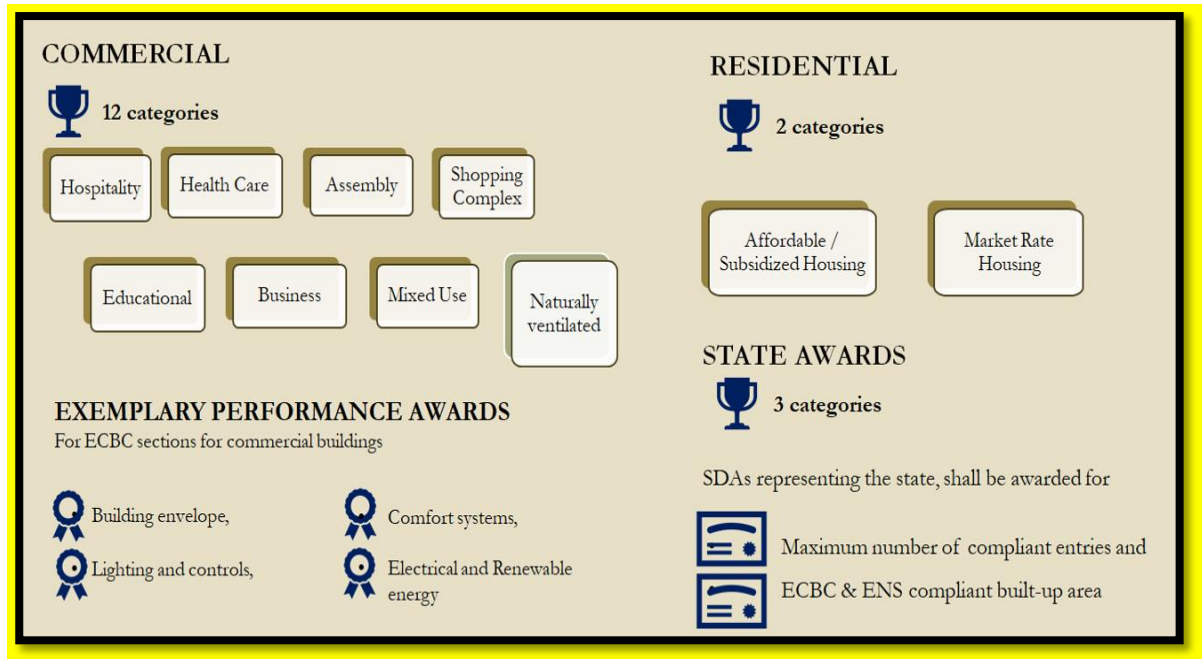 COMMERCIAL
12 categories
Hospitality
Health Care
Assembly
Shopping
Complex
Educational
Business
Mixed Use
Naturally
ventilated
EXEMPLARY PERFORMANCE AWARDS
For ECBC sections for commercial buildings
Building envelope,
Comfort systems,
Lighting and controls,
Electrical and Renewable
energy
RESIDENTIAL
2 categories
Affordable /
Subsidized Housing
Market Rate
Housing
STATE AWARDS
3 categories
SDAs representing the state, shall be awarded for
Maximum number of compliant entries and
ECBC & ENS compliant built-up area